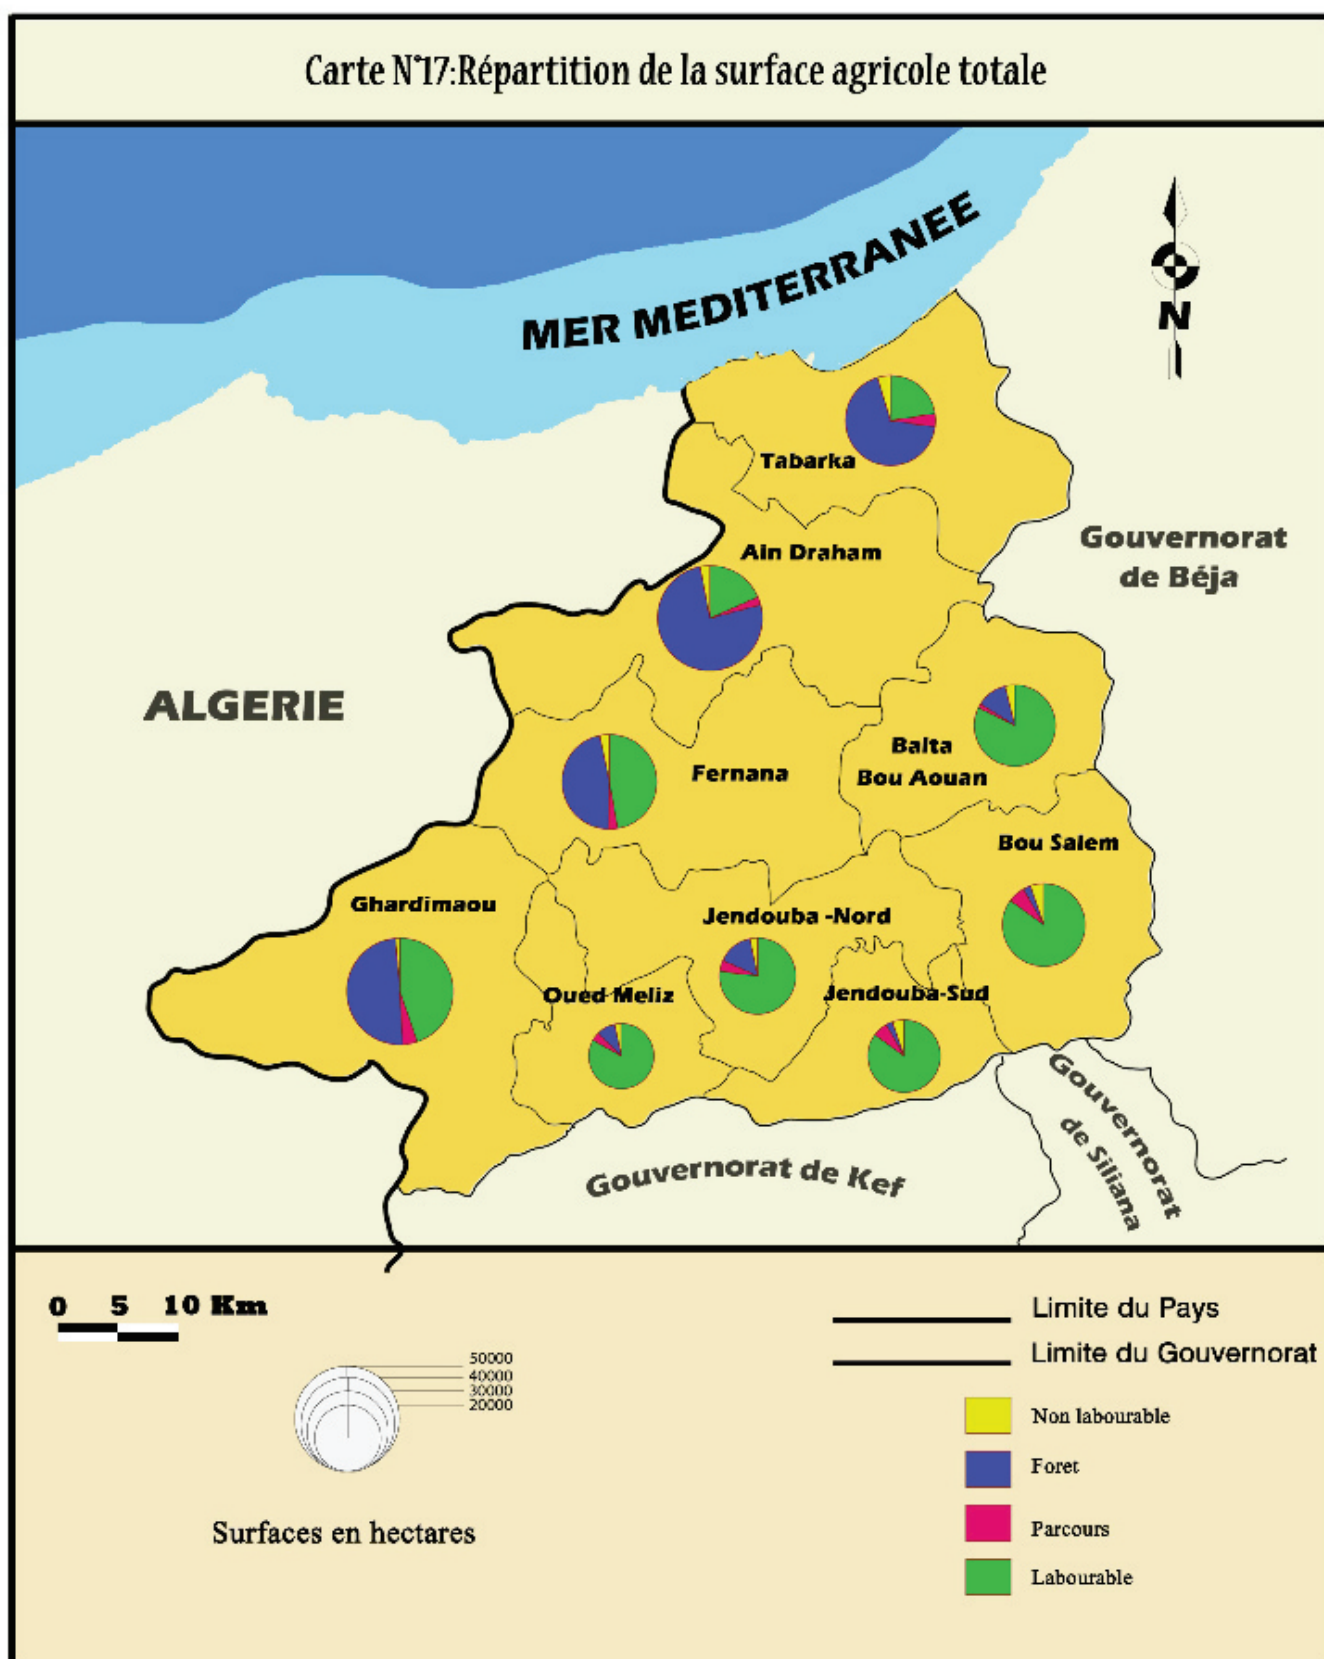 Carte N°17:Répartition de la surface agricole totale
MER MEDITERRANEE
N
Tabarka
Gouvernorat
de Béja
Ain Draham
ALGERIE
Balta
Bou Aouan
Fernana
Bou Salem
Ghardimaou
Jendouba -Nord
Oued Meliz
Jendouba-Sud
Gouvernorat de Kef
Gouvernorat
de Siliana
0 5 10 Km
50000
40000
30000
20000
Surfaces en hectares
Limite du Pays
Limite du Gouvernorat
Non labourable
Foret
Parcours
Labourable